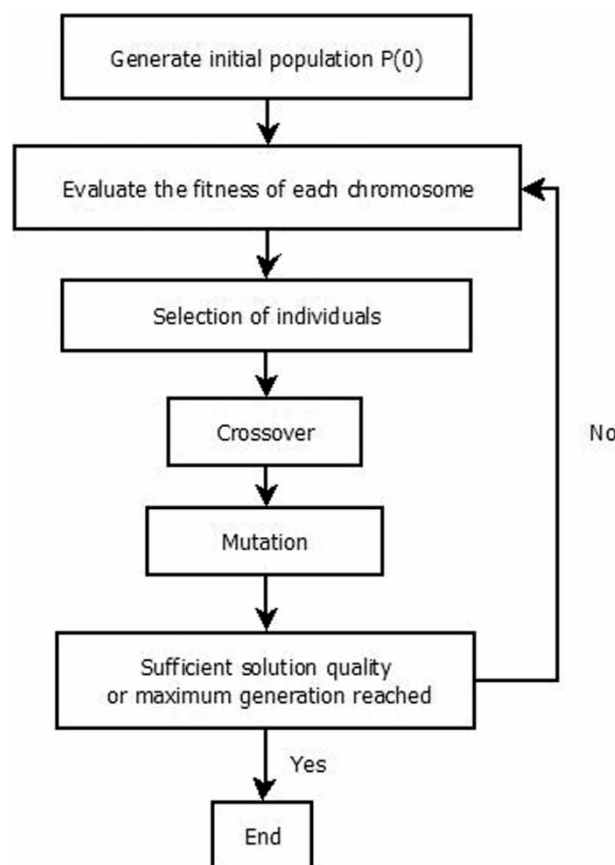 Generate initial population P(0)
Evaluate the fitness of each chromosome
Selection of individuals
Crossover
No
Mutation
Sufficient solution quality
or maximum generation reached
Yes
End